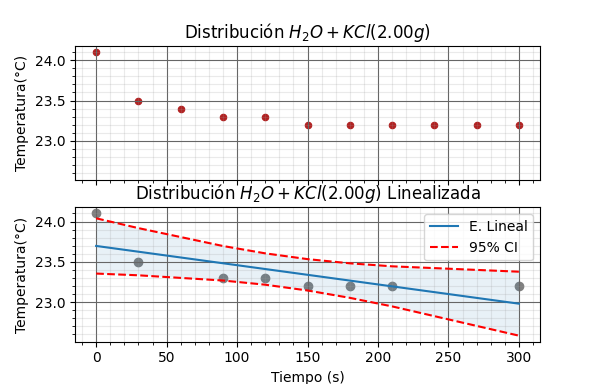 Distribución H₂O + KCl(2.00g)
24.0
23.5
23.0
Temperatura(°C)
Distribución H₂O + KCl(2.00g) Linealizada
24.0
23.5
23.0
Temperatura(°C)
E. Lineal
95% CI
0 50 100 150 200 250 300
Tiempo (s)